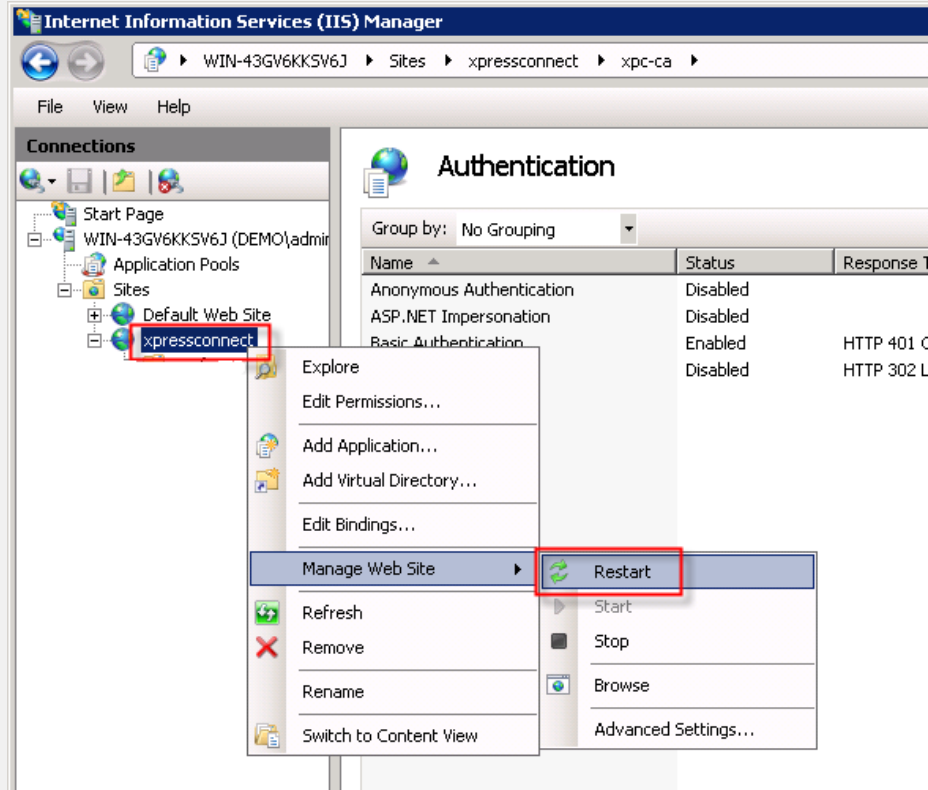 Internet Information Services (IIS) Manager
WIN-43GV6KKSV6J Sites xpressconnect xpc-ca
File View Help
Connections
Authentication
Start Page
WIN-43GV6KKSV6J (DEMO\admir
Application Pools
Sites
Default Web Site
xpressconnect
Group by: No Grouping
Name Status Response T
Anonymous Authentication Disabled
ASP.NET Impersonation Disabled
Basic Authentication Enabled HTTP 401 C
Disabled HTTP 302 L
Explore
Edit Permissions...
Add Application...
Add Virtual Directory...
Edit Bindings...
Manage Web Site
Refresh
Remove
Rename
Switch to Content View
Restart
Start
Stop
Browse
Advanced Settings...